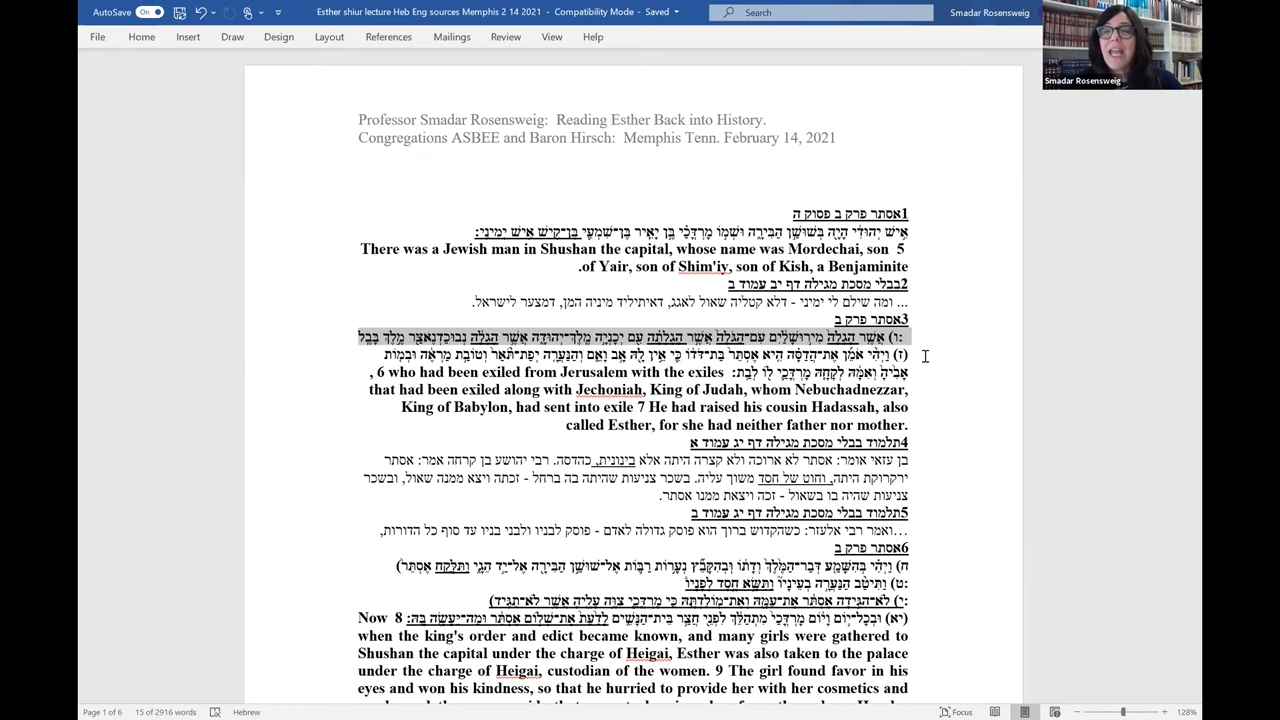 AutoSave
On
Esther shiur lecture Heb Eng sources Memphis 2 14 2021 - Compatibility Mode - Saved
Search
Smadar Rosensweig
File Home Insert Draw Design Layout References Mailings Review View Help
Smadar Rosensweig
Professor Smadar Rosensweig: Reading Esther Back into History.
Congregations ASBEE and Baron Hirsch: Memphis Tenn. February 14, 2021
1אסתר פרק ב פסוק ה
אִ֣ישׁ יְהוּדִ֔י הָיָ֖ה בְּשׁוּשַׁ֣ן הַבִּירָ֑ה וּשְׁמ֣וֹ מָרְדֳּכַ֗י בֶּ֣ן יָאִ֧יר בֶּן־שִׁמְעִ֛י בֶּן־קִ֖ישׁ אִ֥ישׁ יְמִינִֽי:
There was a Jewish man in Shushan the capital, whose name was Mordechai, son 5
.of Yair, son of Shim'iy, son of Kish, a Benjaminite
2בבלי מסכת מגילה דף יב עמוד ב
... ומה שילם לי ימיני - דלא קטליה שאול לאגג, דאיתיליד מיניה המן, דמצער לישראל.
3אסתר פרק ב
(ו) אֲשֶׁ֤ר הָגְלָה֙ מִיר֣וּשָׁלַ֔יִם עִם־הַגֹּלָה֙ אֲשֶׁ֣ר הָגְלְתָ֔ה עִ֖ם יְכָנְיָ֣ה מֶֽלֶךְ־יְהוּדָ֑ה אֲשֶׁ֣ר הֶגְלָ֔ה נְבוּכַדְנֶאצַּ֖ר מֶ֥לֶךְ בָּבֶֽל
(ז) וַיְהִ֨י אֹמֵ֜ן אֶת־הֲדַסָּ֗ה הִ֤יא אֶסְתֵּר֙ בַּת־דֹּד֔וֹ כִּ֛י אֵ֥ין לָ֖הּ אָ֣ב וָאֵ֑ם וְהַנַּעֲרָ֤ה יְפַת־תֹּ֙אַר֙ וְטוֹבַ֣ת מַרְאֶ֔ה וּבְמ֤וֹת
אָבִ֙יהָ֙ וְאִמָּ֔הּ לְקָחָ֧הּ מָרְדֳּכַ֛י ל֖וֹ לְבַֽת: , 6 who had been exiled from Jerusalem with the exiles
that had been exiled along with Jechoniah, King of Judah, whom Nebuchadnezzar,
King of Babylon, had sent into exile 7 He had raised his cousin Hadassah, also
called Esther, for she had neither father nor mother.
4תלמוד בבלי מסכת מגילה דף יג עמוד א
בן עזאי אומר: אסתר לא ארוכה ולא קצרה היתה אלא בינונית, כהדסה. רבי יהושע בן קרחה אמר: אסתר
ירקרוקת היתה, וחוט של חסד משוך עליה. בשכר צניעות שהיתה בה ברחל - זכתה ויצא ממנה שאול, ובשכר
צניעות שהיה בו בשאול - זכה ויצאת ממנו אסתר.
5תלמוד בבלי מסכת מגילה דף יג עמוד ב
...ואמר רבי אלעזר: כשהקדוש ברוך הוא פוסק גדולה לאדם - פוסק לבניו ולבני בניו עד סוף כל הדורות,
6אסתר פרק ב
ח) וַיְהִ֗י בְּהִשָּׁמַ֤ע דְּבַר־הַמֶּ֙לֶךְ֙ וְדָת֔וֹ וּֽבְהִקָּבֵ֞ץ נְעָר֥וֹת רַבּ֛וֹת אֶל־שׁוּשַׁ֥ן הַבִּירָ֖ה אֶל־יַ֣ד הֵגָ֑י וַתִּלָּקַ֤ח אֶסְתֵּר֙)
:ט) וַתִּיטַ֨ב הַנַּעֲרָ֣ה בְעֵינָיו֮ וַתִּשָּׂ֣א חֶ֣סֶד לְפָנָיו֒
:י) לֹא־הִגִּ֣ידָה אֶסְתֵּ֔ר אֶת־עַמָּ֖הּ וְאֶת־מֽוֹלַדְתָּ֑הּ כִּ֧י מָרְדֳּכַ֛י צִוָּ֥ה עָלֶ֖יהָ אֲשֶׁ֥ר לֹא־תַגִּֽיד)
(יא) וּבְכָל־י֣וֹם וָי֔וֹם מָרְדֳּכַי֙ מִתְהַלֵּ֔ךְ לִפְנֵ֖י חֲצַ֣ר בֵּית־הַנָּשִׁ֑ים לָדַ֙עַת֙ אֶת־שְׁל֣וֹם אֶסְתֵּ֔ר וּמַה־יֵּעָשֶׂ֖ה בָּֽהּ: Now 8
when the king's order and edict became known, and many girls were gathered to
Shushan the capital under the charge of Heigai, Esther was also taken to the palace
under the charge of Heigai, custodian of the women. 9 The girl found favor in his
eyes and won his kindness, so that he hurried to provide her with her cosmetics and
Page 1 of 6 15 of 2916 words Hebrew Focus 128%